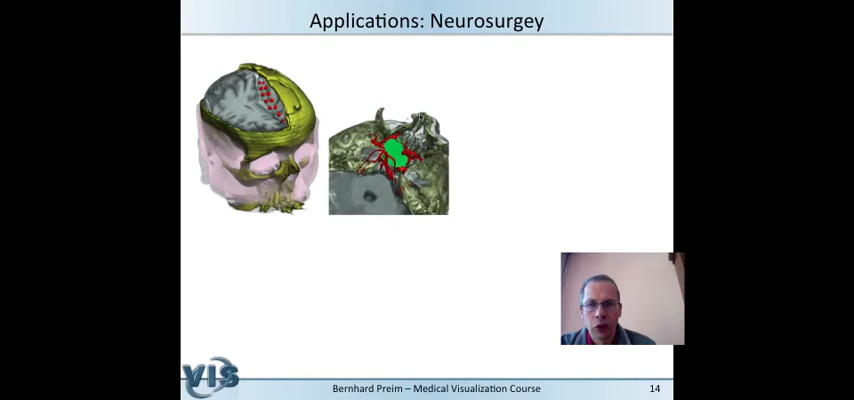 Applications: Neurosurgey
VIS
Bernhard Preim – Medical Visualization Course
14